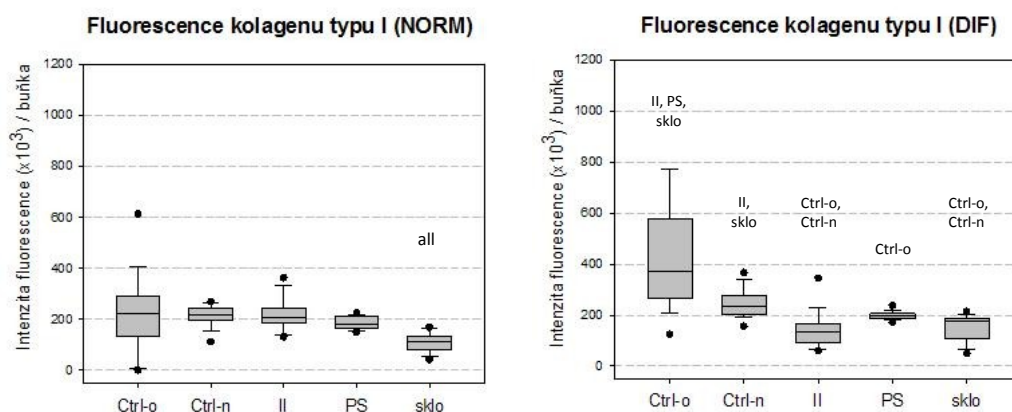 Fluorescence kolagenu typu I (NORM)
Intenzita fluorescence (x10³) / buňka
1200
1000
800
600
400
200
0
all
Ctrl-o Ctrl-n II PS sklo
Fluorescence kolagenu typu I (DIF)
Intenzita fluorescence (x10³) / buňka
1200
1000
800
600
400
200
0
II, PS,
sklo
II,
sklo
Ctrl-o,
Ctrl-n
Ctrl-o
Ctrl-o,
Ctrl-n
Ctrl-o Ctrl-n II PS sklo